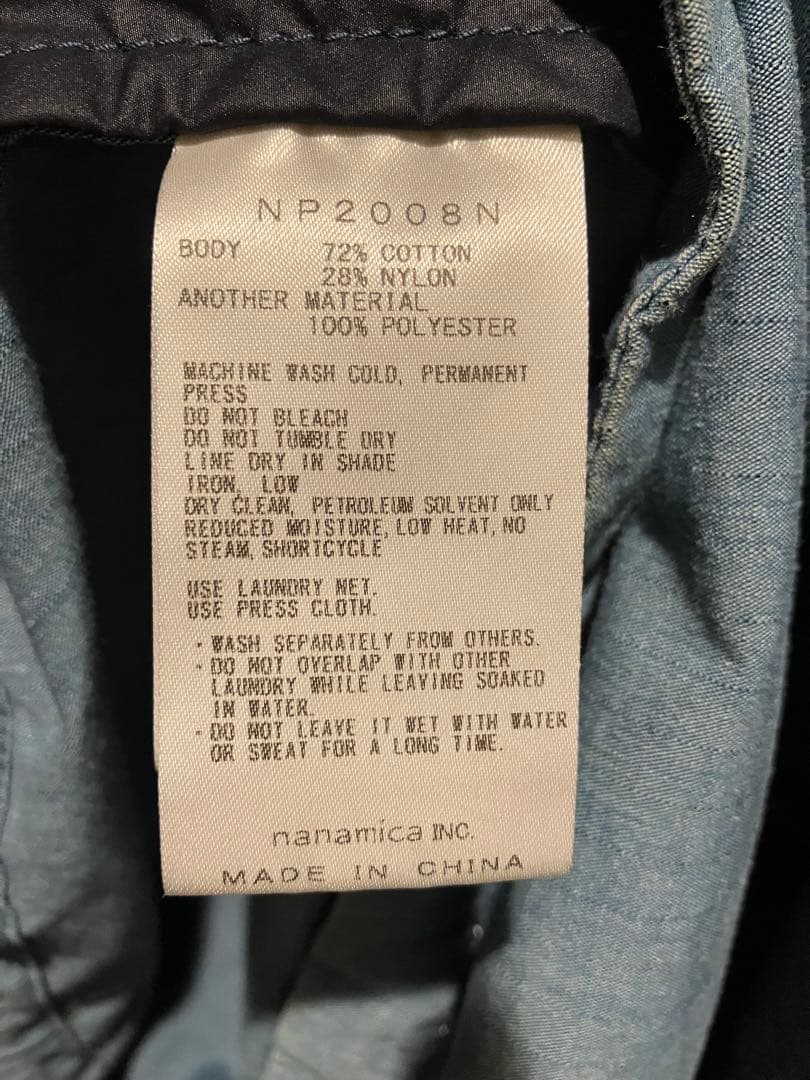 NP2008N
BODY 72% COTTON
28% NYLON
ANOTHER MATERIAL
100% POLYESTER
MACHINE WASH COLD, PERMANENT
PRESS
DO NOT BLEACH
DO NOT TUMBLE DRY
LINE DRY IN SHADE
IRON, LOW
DRY CLEAN, PETROLEUM SOLVENT ONLY
REDUCED MOISTURE, LOW HEAT, NO
STEAM, SHORTCYCLE
USE LAUNDRY NET.
USE PRESS CLOTH.
・WASH SEPARATELY FROM OTHERS.
・DO NOT OVERLAP WITH OTHER
LAUNDRY WHILE LEAVING SOAKED
IN WATER.
・DO NOT LEAVE IT WET WITH WATER
OR SWEAT FOR A LONG TIME.
nanamica INC.
MADE IN CHINA